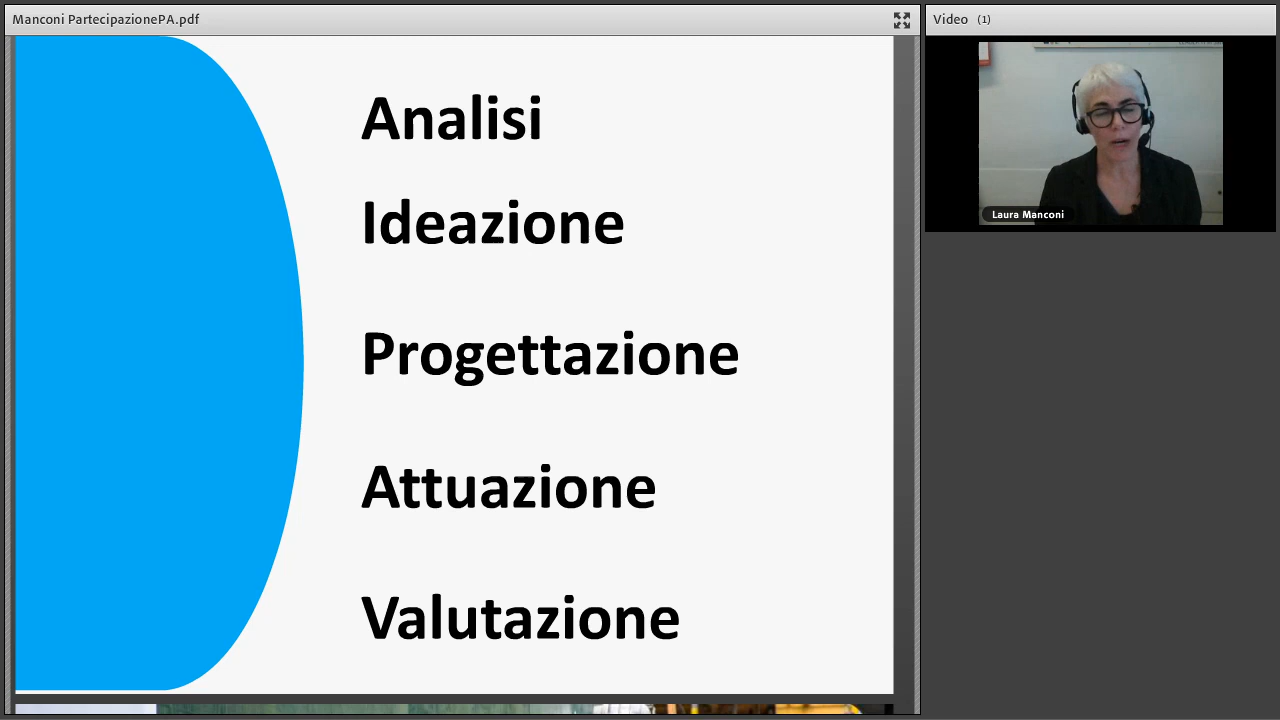 Manconi PartecipazionePA.pdf
Video (1)
Analisi
Ideazione
Progettazione
Attuazione
Valutazione
Laura Manconi